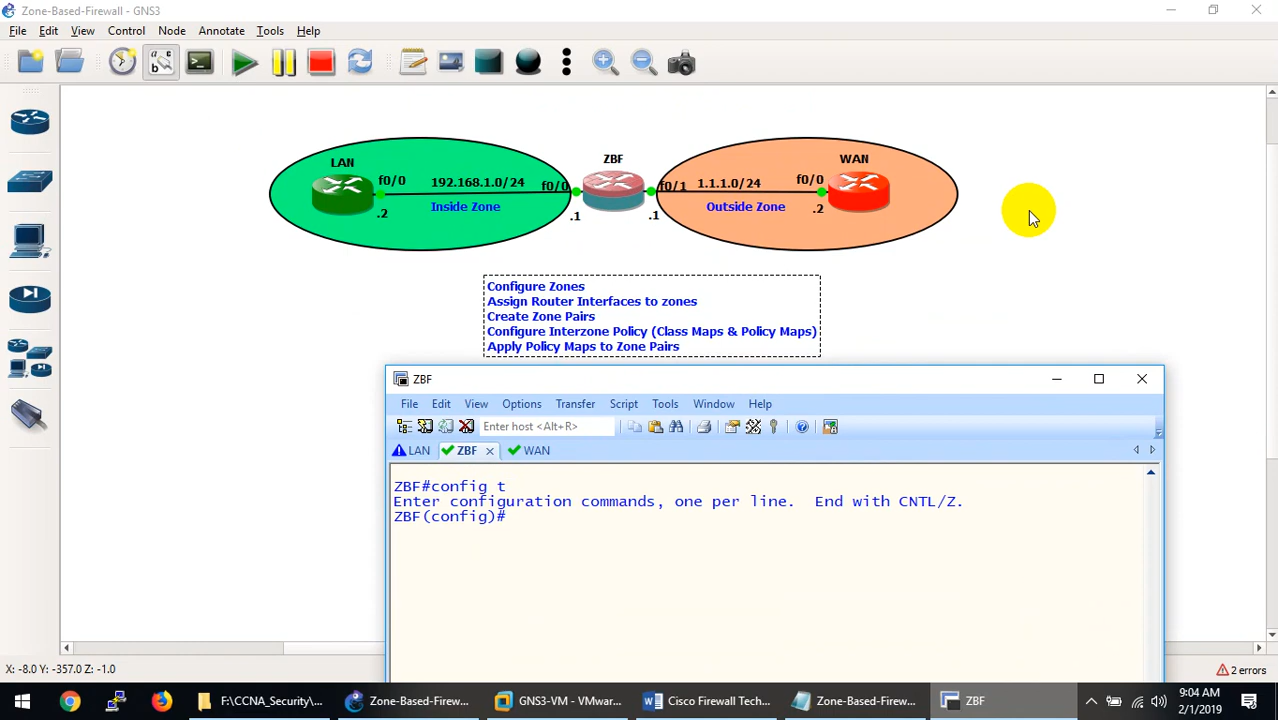 Zone-Based-Firewall - GNS3
File Edit View Control Node Annotate Tools Help
LAN
ZBF
WAN
f0/0 192.168.1.0/24 f0/0 f0/1 1.1.1.0/24 f0/0
Inside Zone
Outside Zone
.2 .1 .1 .2
Configure Zones
Assign Router Interfaces to zones
Create Zone Pairs
Configure Interzone Policy (Class Maps & Policy Maps)
Apply Policy Maps to Zone Pairs
ZBF
File Edit View Options Transfer Script Tools Window Help
Enter host <Alt+R>
LAN ZBF WAN
ZBF#config t
Enter configuration commands, one per line.  End with CNTL/Z.
ZBF(config)#
X: -8.0 Y: -357.0 Z: -1.0
2 errors
F:\CCNA_Security\... Zone-Based-Firew... GNS3-VM - VMwar... Cisco Firewall Tech... Zone-Based-Firew... ZBF
9:04 AM
2/1/2019